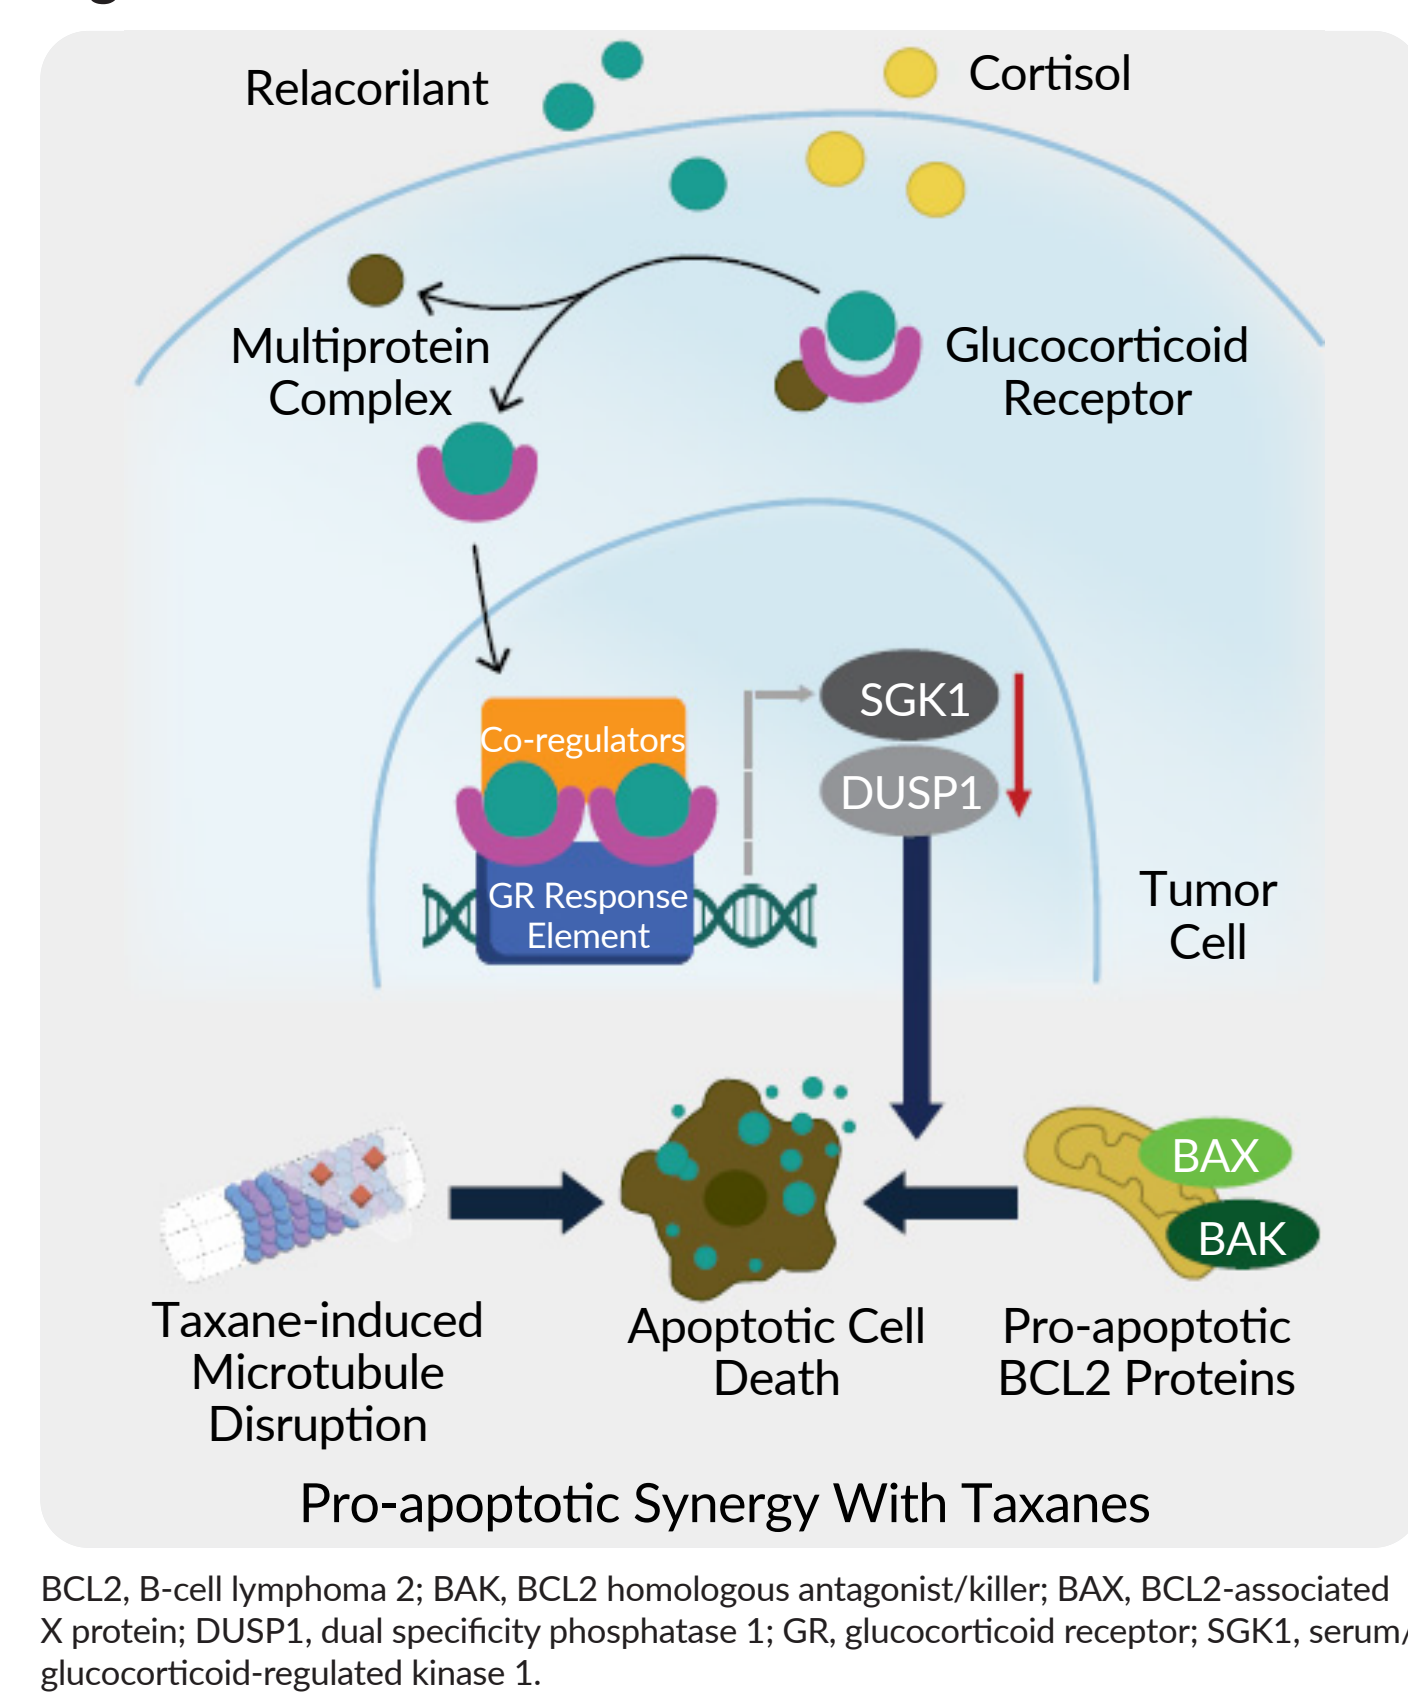 Relacorilant
Cortisol
Multiprotein
Complex
Glucocorticoid
Receptor
SGK1
Co-regulators
DUSP1
GR Response
Element
Tumor
Cell
BAX
BAK
Taxane-induced
Microtubule
Disruption
Apoptotic Cell
Death
Pro-apoptotic
BCL2 Proteins
Pro-apoptotic Synergy With Taxanes
BCL2, B-cell lymphoma 2; BAK, BCL2 homologous antagonist/killer; BAX, BCL2-associated
X protein; DUSP1, dual specificity phosphatase 1; GR, glucocorticoid receptor; SGK1, serum/
glucocorticoid-regulated kinase 1.